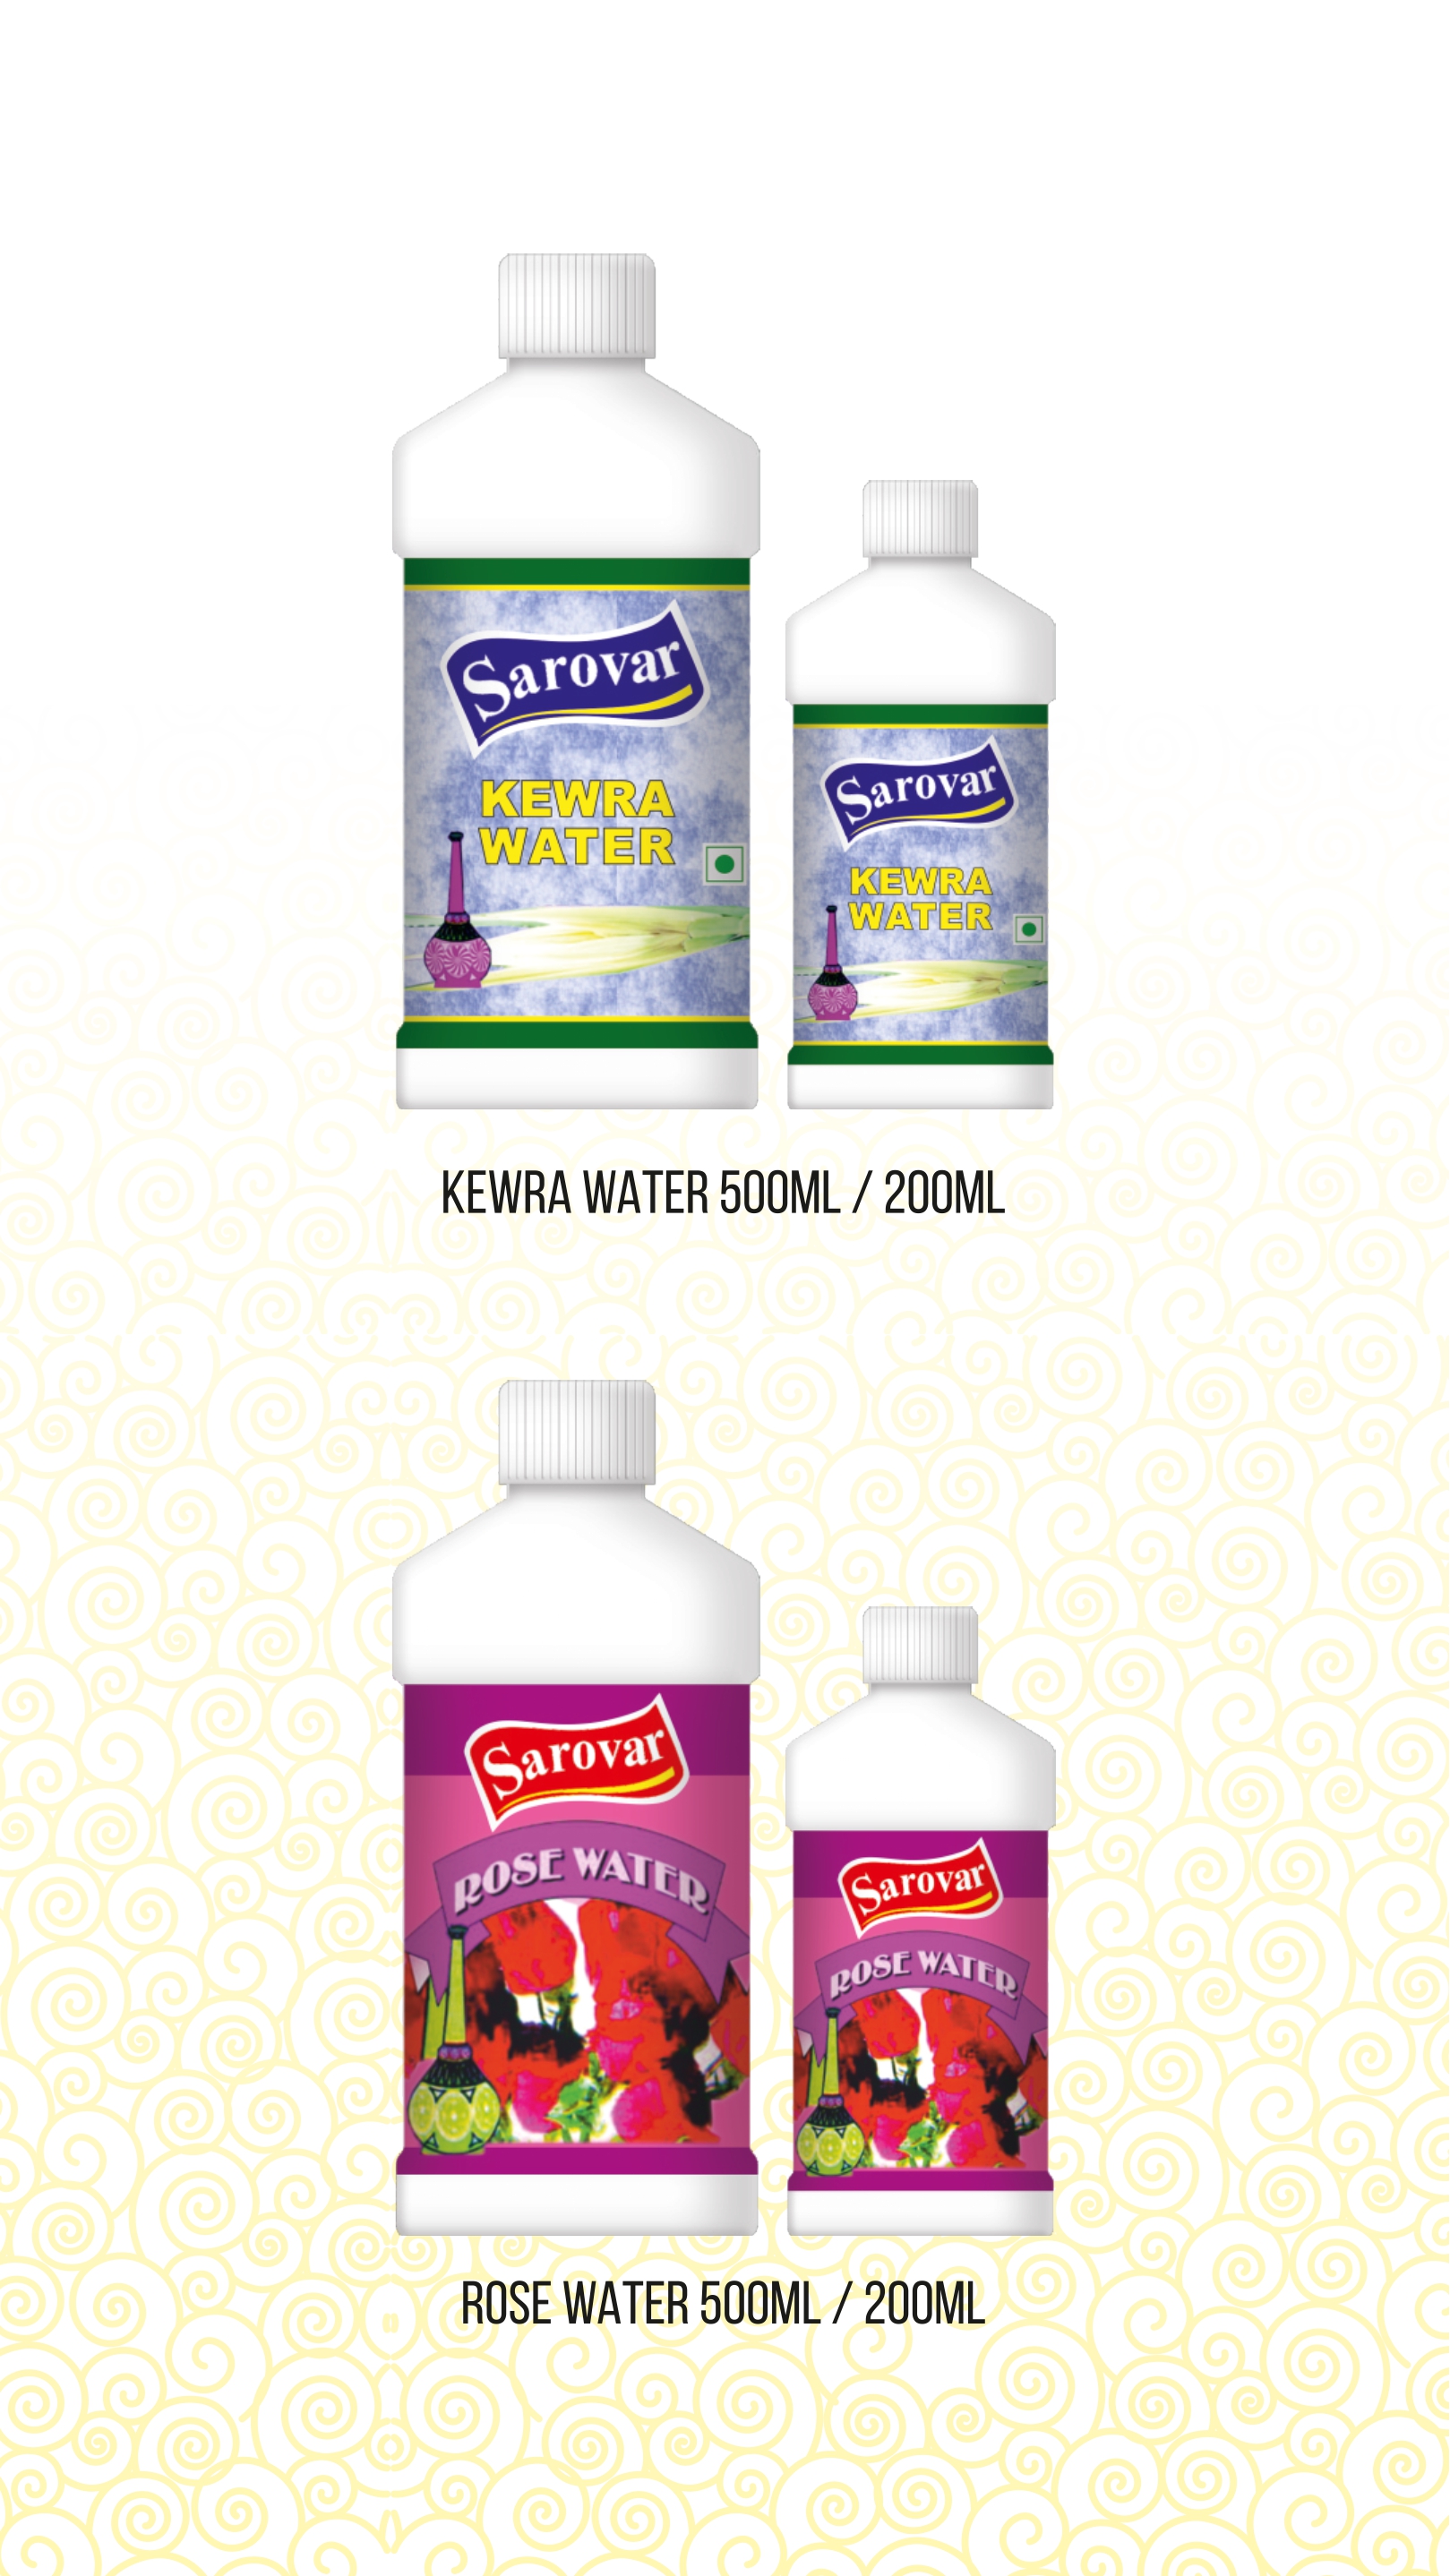 Sarovar
KEWRA
WATER
Sarovar
KEWRA
WATER
KEWRA WATER 500ML / 200ML
Sarovar
ROSE WATER
Sarovar
ROSE WATER
ROSE WATER 500ML / 200ML